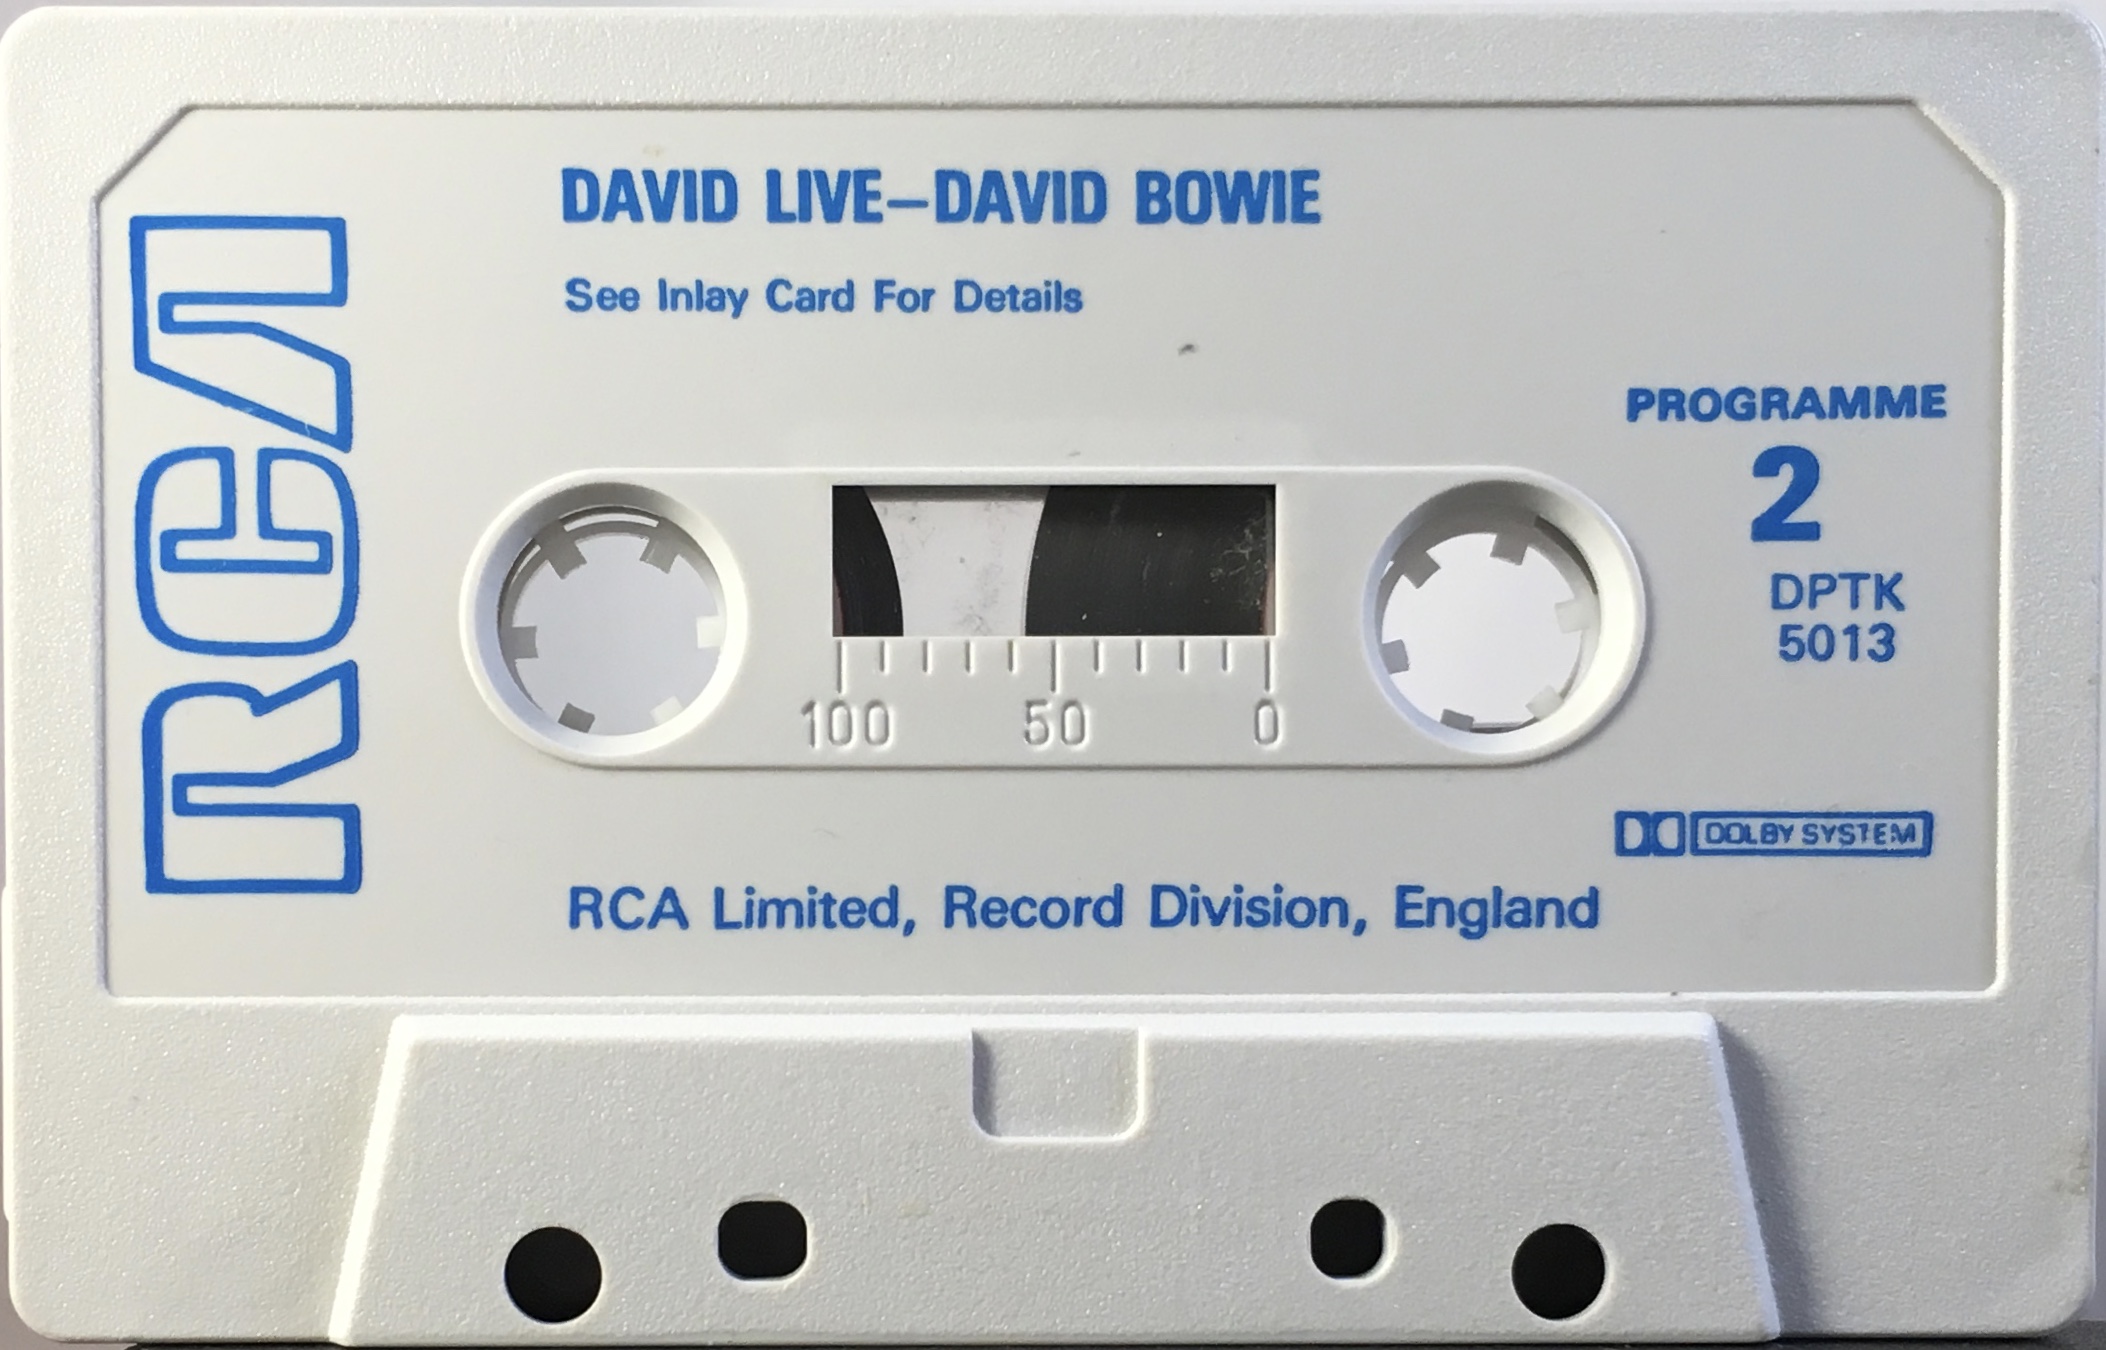 RCA
DAVID LIVE–DAVID BOWIE
See Inlay Card For Details
PROGRAMME
2
DPTK
5013
100 50 0
DOLBY SYSTEM
RCA Limited, Record Division, England